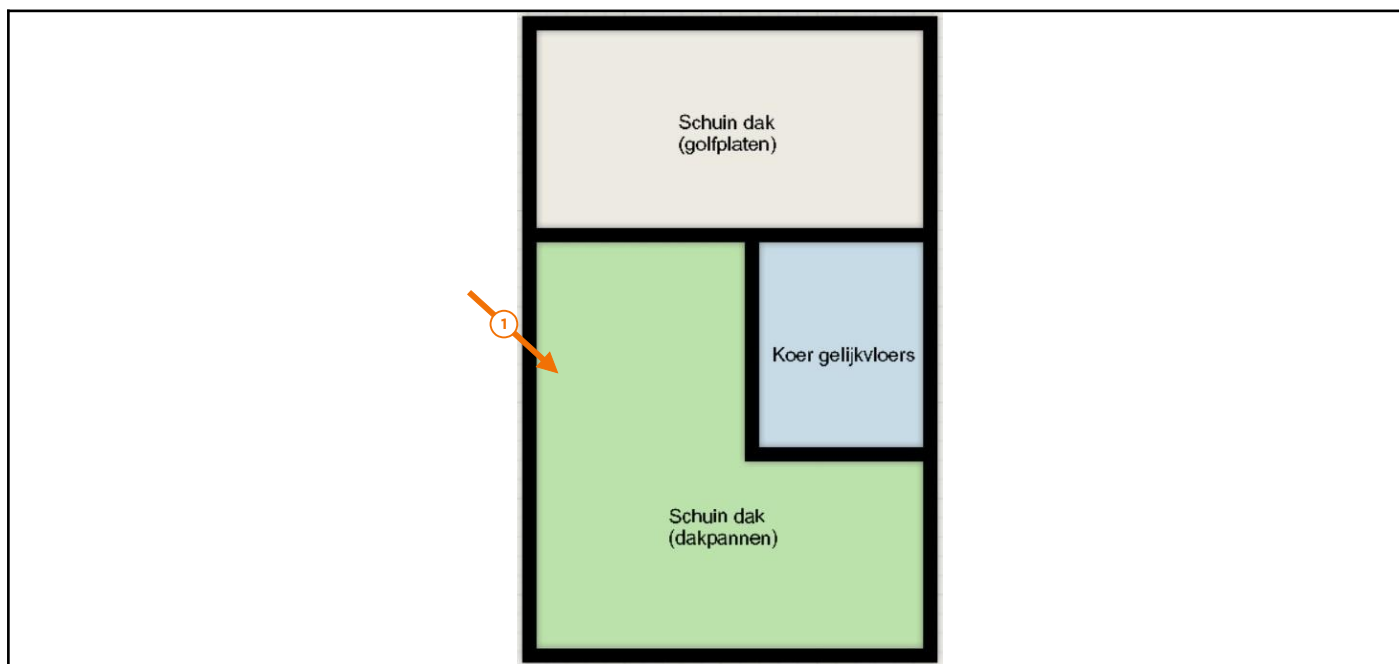 Schuin dak
(golfplaten)
1
Koer gelijkvloers
Schuin dak
(dakpannen)